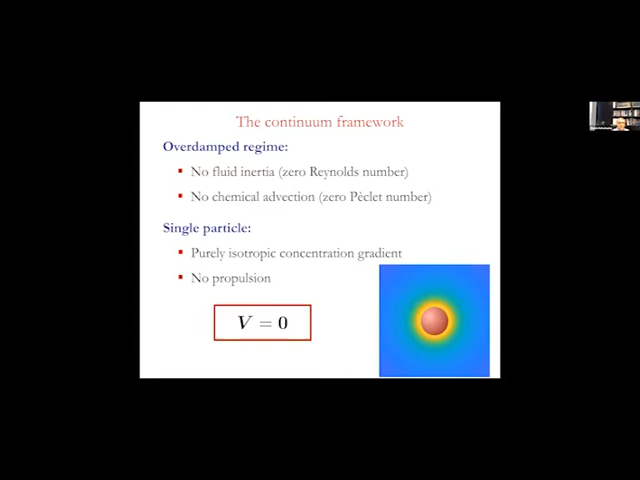 The continuum framework
Overdamped regime:
▪ No fluid inertia (zero Reynolds number)
▪ No chemical advection (zero Pèclet number)
Single particle:
▪ Purely isotropic concentration gradient
▪ No propulsion
V = 0